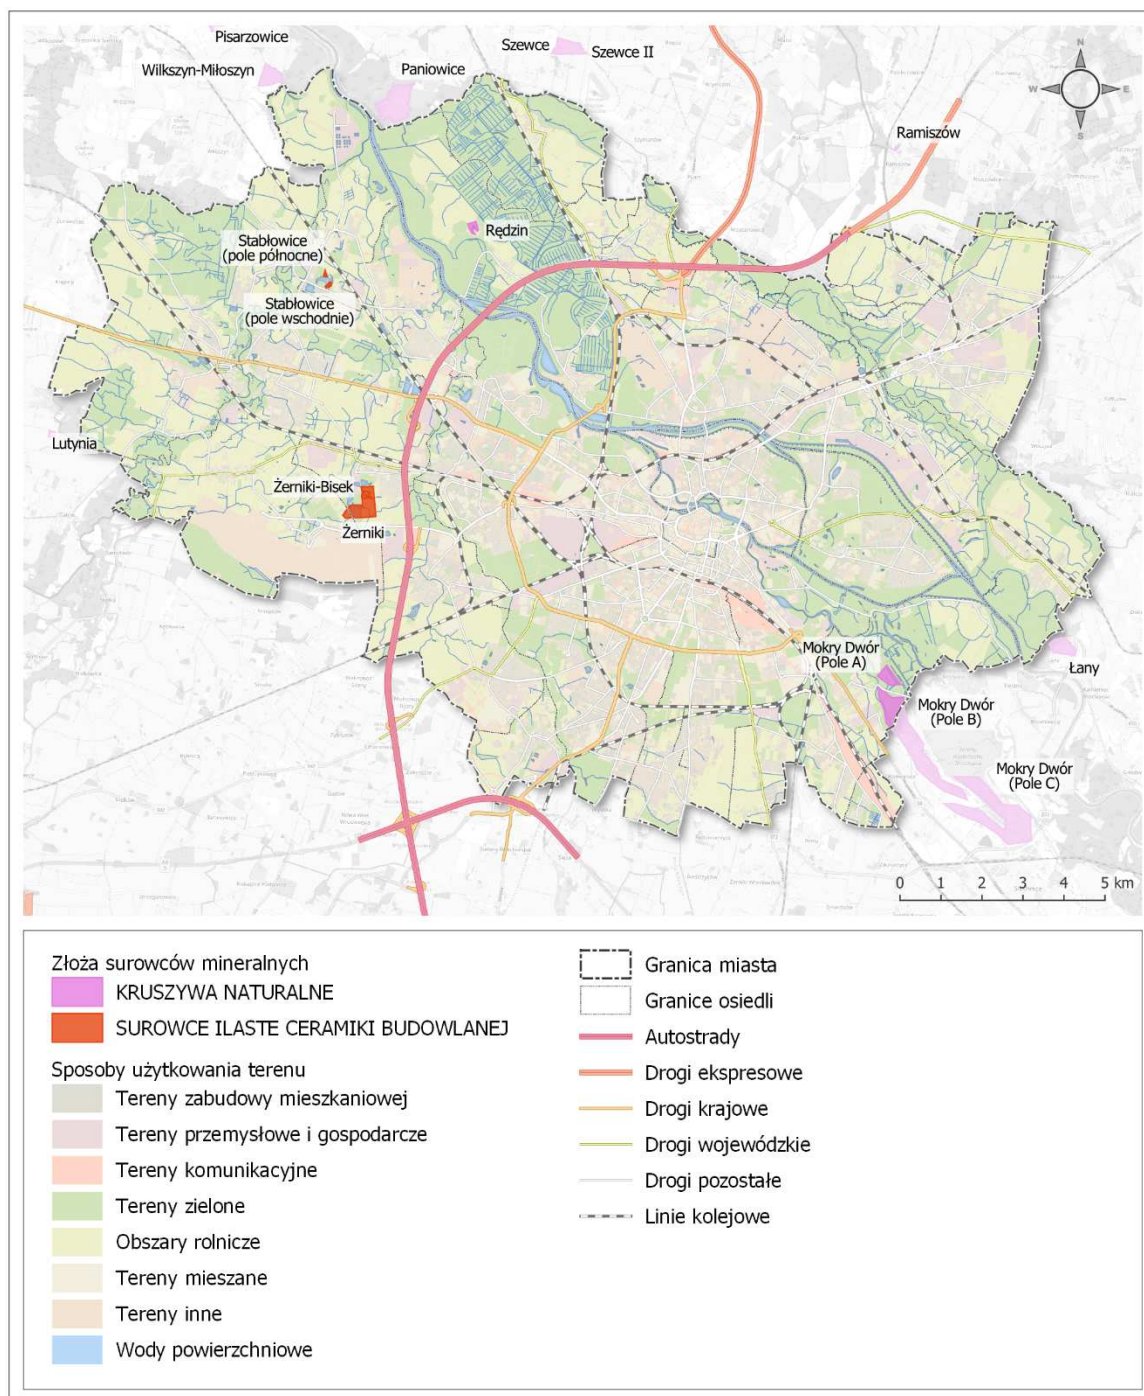 Pisarzowice
Szewce
Szewce II
Wilkszyn-Miłoszyn
Paniowice
N
W
E
S
Ramiszów
Rędzin
Stabłowice
(pole północne)
Stabłowice
(pole wschodnie)
Lutynia
Żerniki-Bisek
Żerniki
Mokry Dwór
(Pole A)
Łany
Mokry Dwór
(Pole B)
Mokry Dwór
(Pole C)
0 1 2 3 4 5 km
Złoża surowców mineralnych
KRUSZYWA NATURALNE
SUROWCE ILASTE CERAMIKI BUDOWLANEJ
Sposoby użytkowania terenu
Tereny zabudowy mieszkaniowej
Tereny przemysłowe i gospodarcze
Tereny komunikacyjne
Tereny zielone
Obszary rolnicze
Tereny mieszane
Tereny inne
Wody powierzchniowe
Granica miasta
Granice osiedli
Autostrady
Drogi ekspresowe
Drogi krajowe
Drogi wojewódzkie
Drogi pozostałe
Linie kolejowe